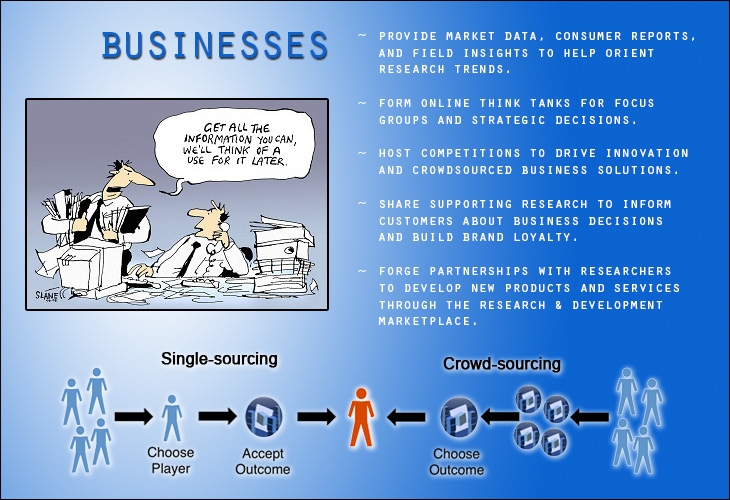 BUSINESSES
GET ALL THE
INFORMATION YOU CAN,
WE'LL THINK OF A
USE FOR IT LATER.
~ PROVIDE MARKET DATA, CONSUMER REPORTS,
AND FIELD INSIGHTS TO HELP ORIENT
RESEARCH TRENDS.
~ FORM ONLINE THINK TANKS FOR FOCUS
GROUPS AND STRATEGIC DECISIONS.
~ HOST COMPETITIONS TO DRIVE INNOVATION
AND CROWDSOURCED BUSINESS SOLUTIONS.
~ SHARE SUPPORTING RESEARCH TO INFORM
CUSTOMERS ABOUT BUSINESS DECISIONS
AND BUILD BRAND LOYALTY.
~ FORGE PARTNERSHIPS WITH RESEARCHERS
TO DEVELOP NEW PRODUCTS AND SERVICES
THROUGH THE RESEARCH & DEVELOPMENT
MARKETPLACE.
Single-sourcing
Choose
Player
Accept
Outcome
Crowd-sourcing
Choose
Outcome